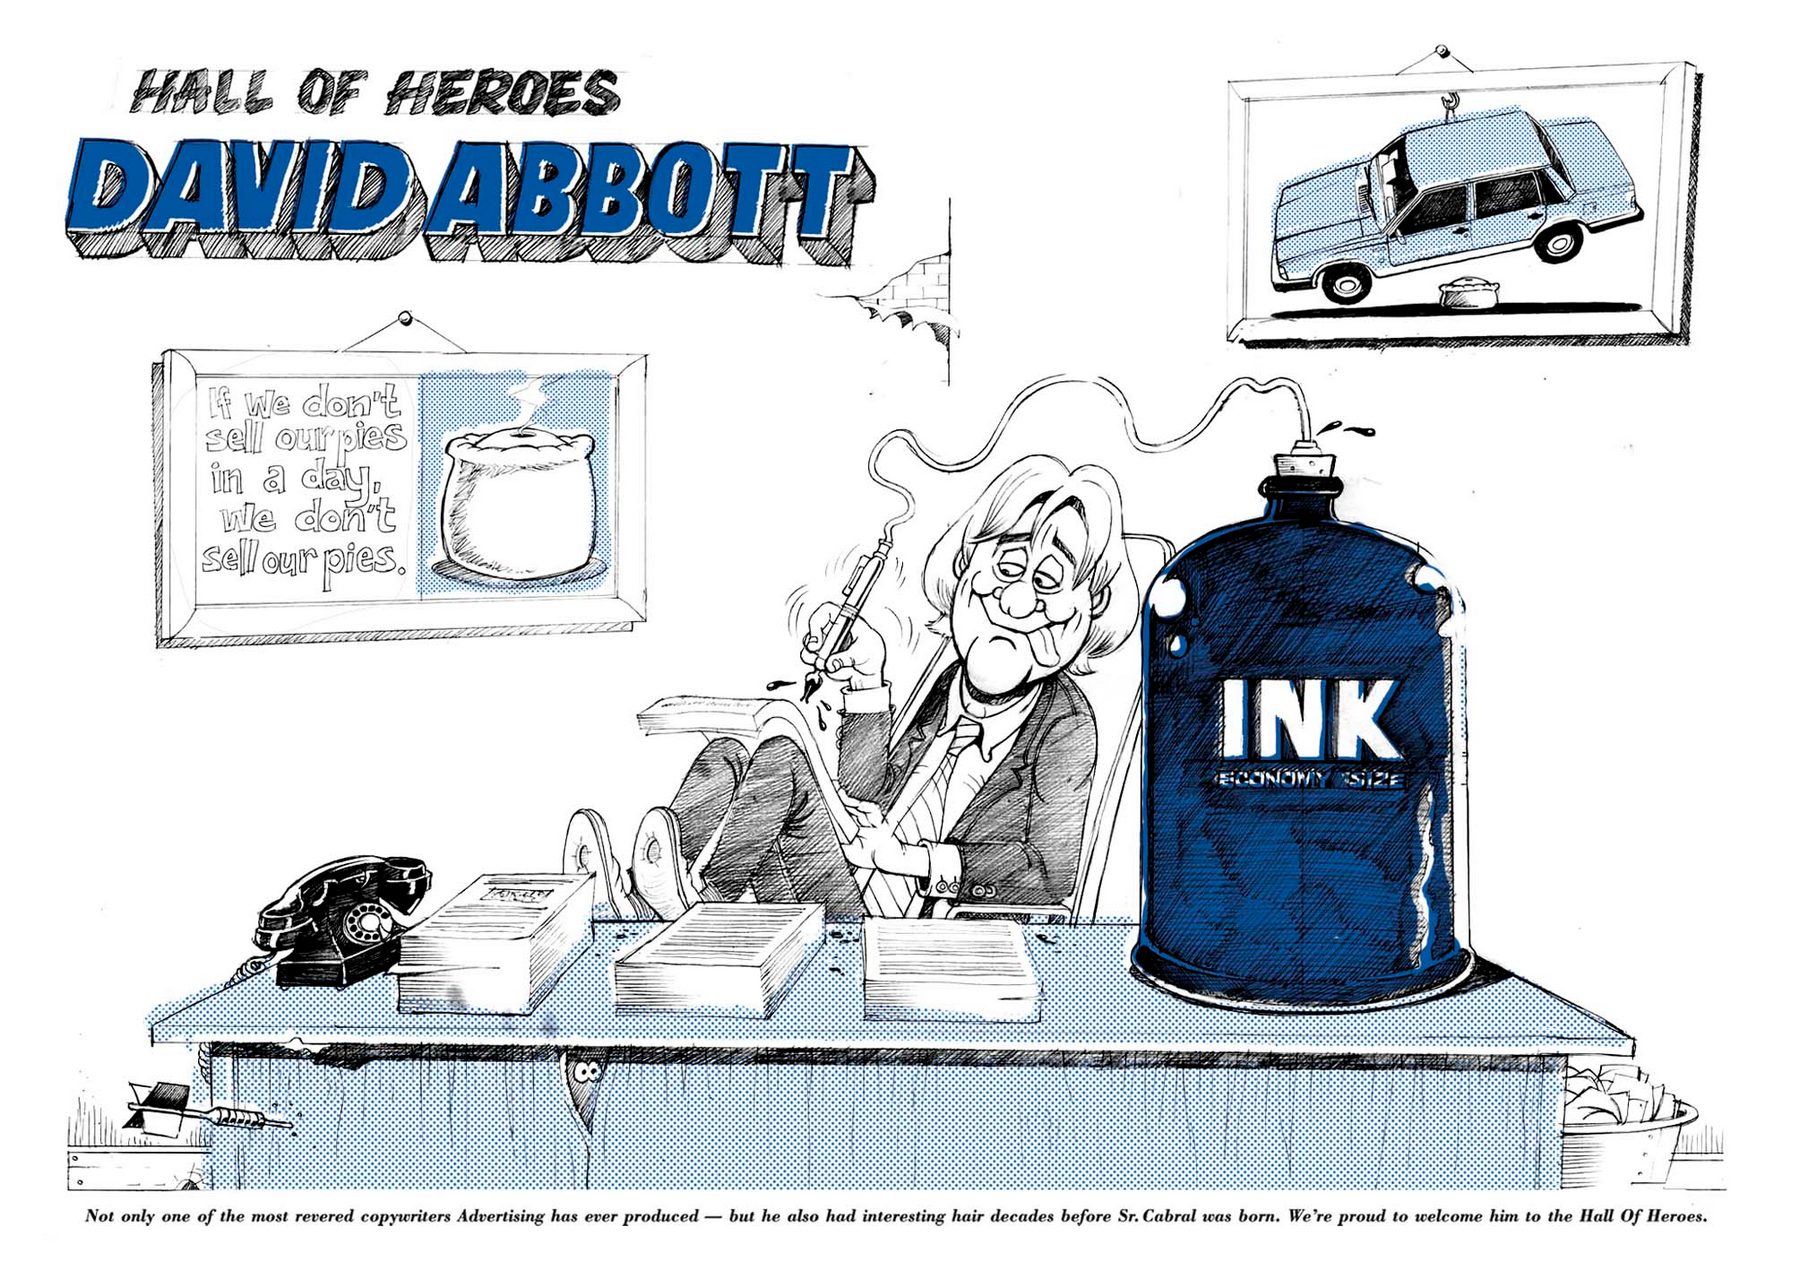 HALL OF HEROES
DAVID ABBOTT
If we don't
sell our pies
in a day,
we don't
sell our pies.
INK
ECONOMY SIZE
Not only one of the most revered copywriters Advertising has ever produced — but he also had interesting hair decades before Sr. Cabral was born. We're proud to welcome him to the Hall Of Heroes.